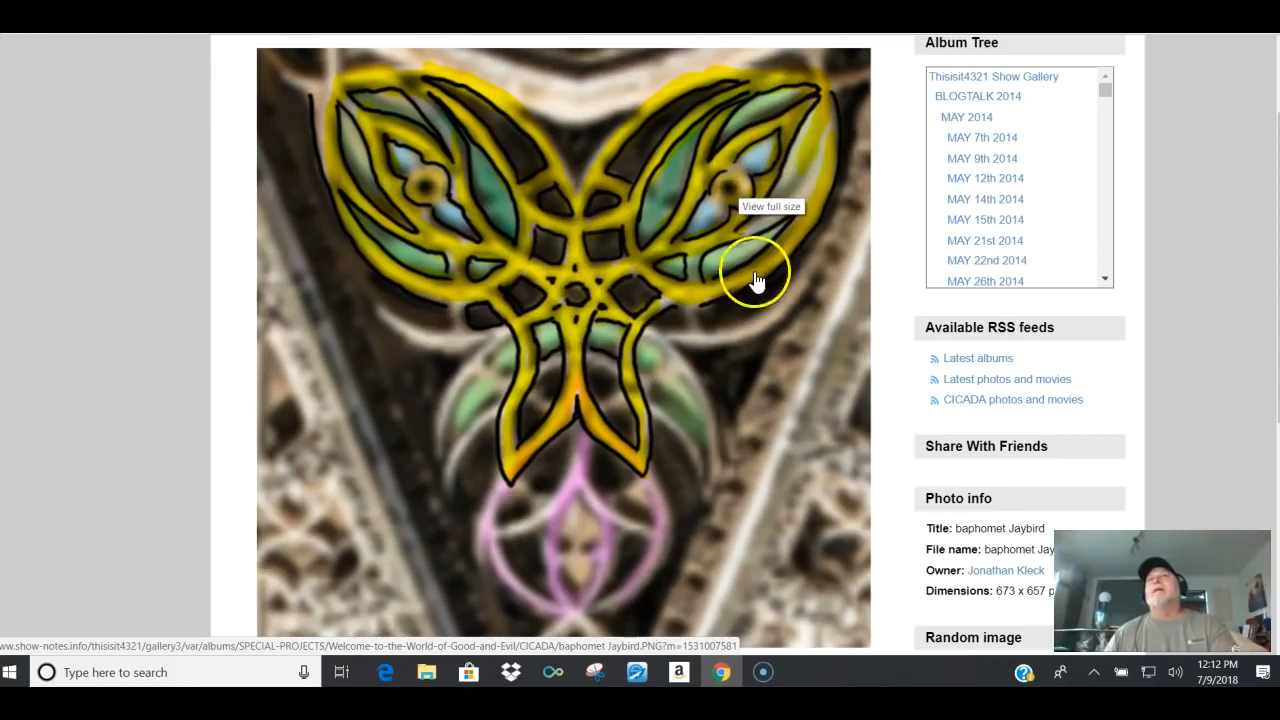 Album Tree
Thisisit4321 Show Gallery
BLOGTALK 2014
MAY 2014
MAY 7th 2014
MAY 9th 2014
MAY 12th 2014
MAY 14th 2014
MAY 15th 2014
MAY 21st 2014
MAY 22nd 2014
MAY 26th 2014
View full size
Available RSS feeds
Latest albums
Latest photos and movies
CICADA photos and movies
Share With Friends
Photo info
Title: baphomet Jaybird
File name: baphomet Jay
Owner: Jonathan Kleck
Dimensions: 673 x 657 p
Random image
ww.show-notes.info/thisisit4321/gallery3/var/albums/SPECIAL-PROJECTS/Welcome-to-the-World-of-Good-and-Evil/CICADA/baphomet Jaybird.PNG?m=1531007581
Type here to search
12:12 PM
7/9/2018